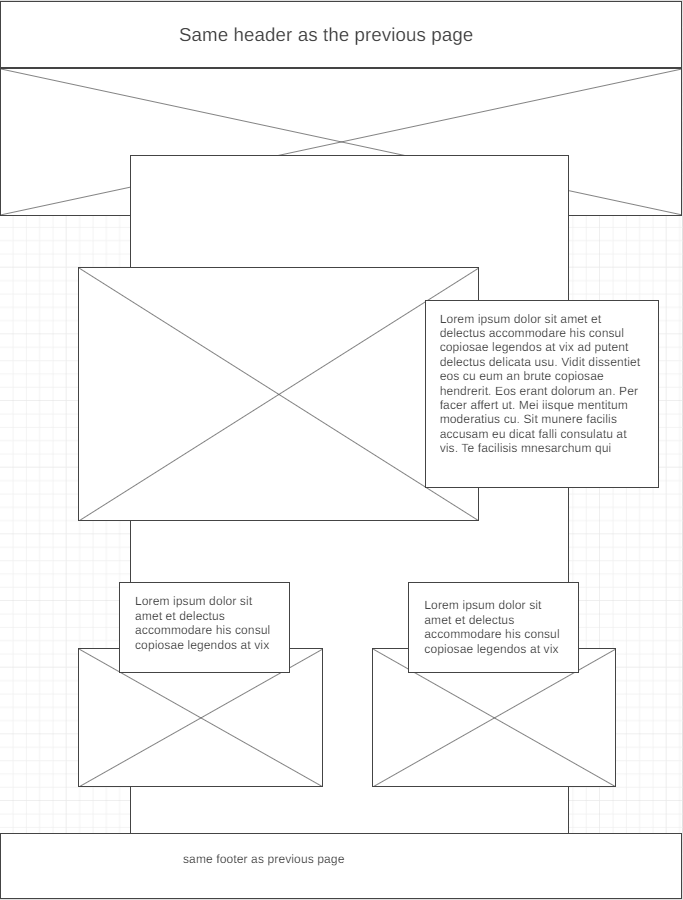 Same header as the previous page
Lorem ipsum dolor sit amet et
delectus accommodare his consul
copiosae legendos at vix ad putent
delectus delicata usu. Vidit dissentiet
eos cu eum an brute copiosae
hendrerit. Eos erant dolorum an. Per
facer affert ut. Mei iisque mentitum
moderatius cu. Sit munere facilis
accusam eu dicat falli consulatu at
vis. Te facilisis mnesarchum qui
Lorem ipsum dolor sit
amet et delectus
accommodare his consul
copiosae legendos at vix
Lorem ipsum dolor sit
amet et delectus
accommodare his consul
copiosae legendos at vix
same footer as previous page